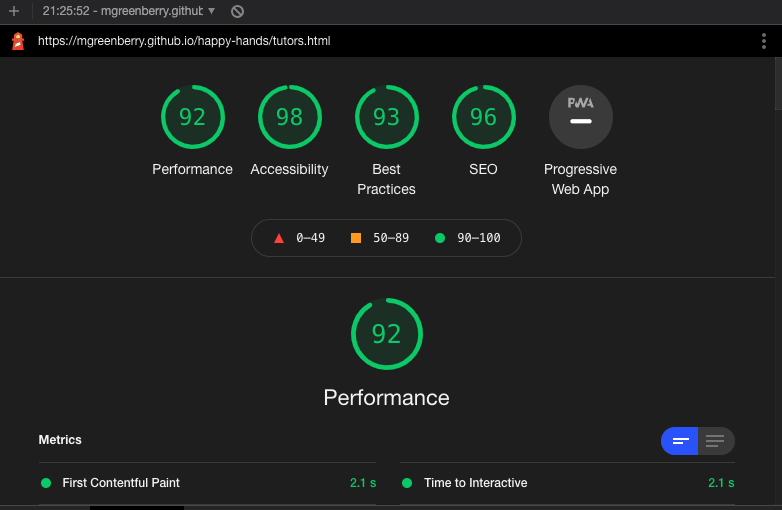 21:25:52 - mgreenberry.github
https://mgreenberry.github.io/happy-hands/tutors.html
92 98 93 96 PWA
Performance Accessibility Best Practices SEO Progressive Web App
0–49 50–89 90–100
92
Performance
Metrics
First Contentful Paint 2.1 s
Time to Interactive 2.1 s